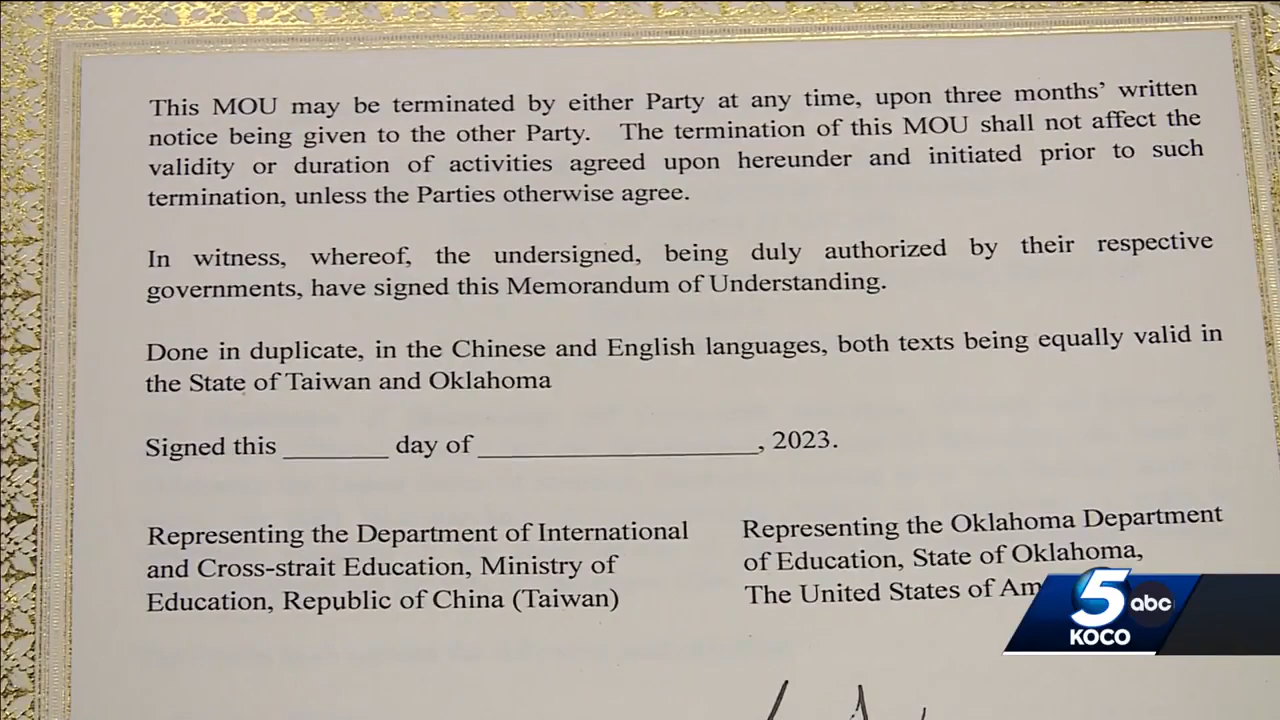 This MOU may be terminated by either Party at any time, upon three months' written
notice being given to the other Party. The termination of this MOU shall not affect the
validity or duration of activities agreed upon hereunder and initiated prior to such
termination, unless the Parties otherwise agree.
In witness, whereof, the undersigned, being duly authorized by their respective
governments, have signed this Memorandum of Understanding.
Done in duplicate, in the Chinese and English languages, both texts being equally valid in
the State of Taiwan and Oklahoma
Signed this ________ day of ______________________, 2023.
Representing the Department of International
and Cross-strait Education, Ministry of
Education, Republic of China (Taiwan)
Representing the Oklahoma Department
of Education, State of Oklahoma,
The United States of Am
5 abc
KOCO